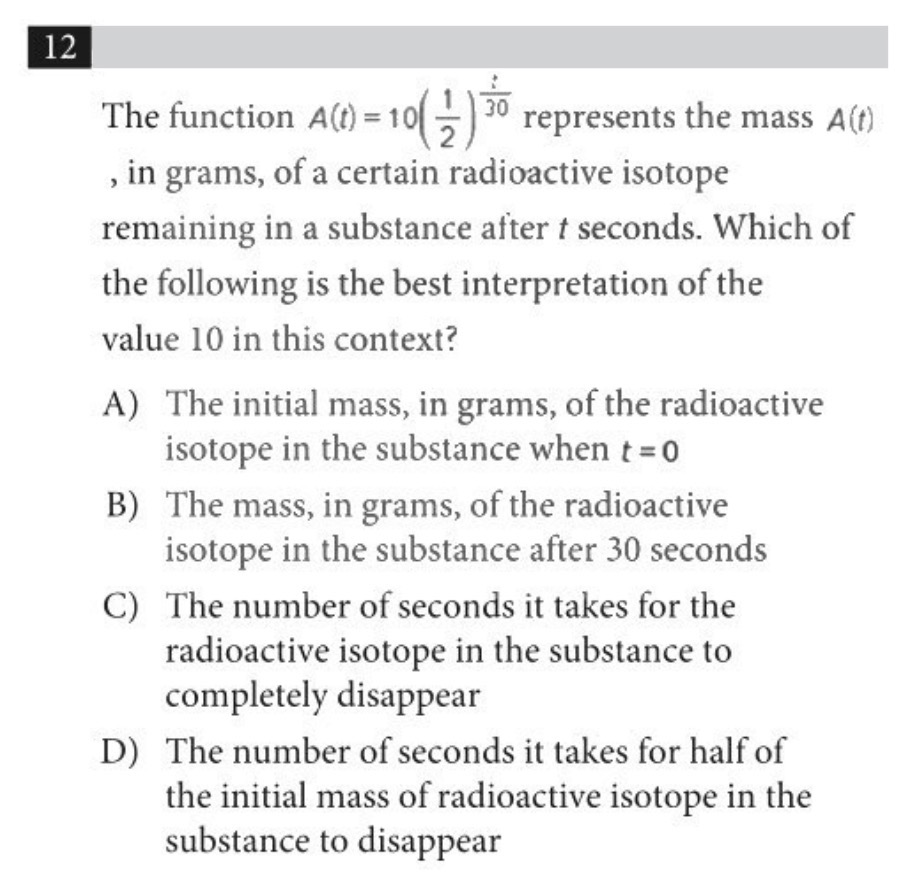 12
The function A(t) = 10(1/2)^(t/30) represents the mass A(t)
, in grams, of a certain radioactive isotope
remaining in a substance after t seconds. Which of
the following is the best interpretation of the
value 10 in this context?
A) The initial mass, in grams, of the radioactive
isotope in the substance when t = 0
B) The mass, in grams, of the radioactive
isotope in the substance after 30 seconds
C) The number of seconds it takes for the
radioactive isotope in the substance to
completely disappear
D) The number of seconds it takes for half of
the initial mass of radioactive isotope in the
substance to disappear